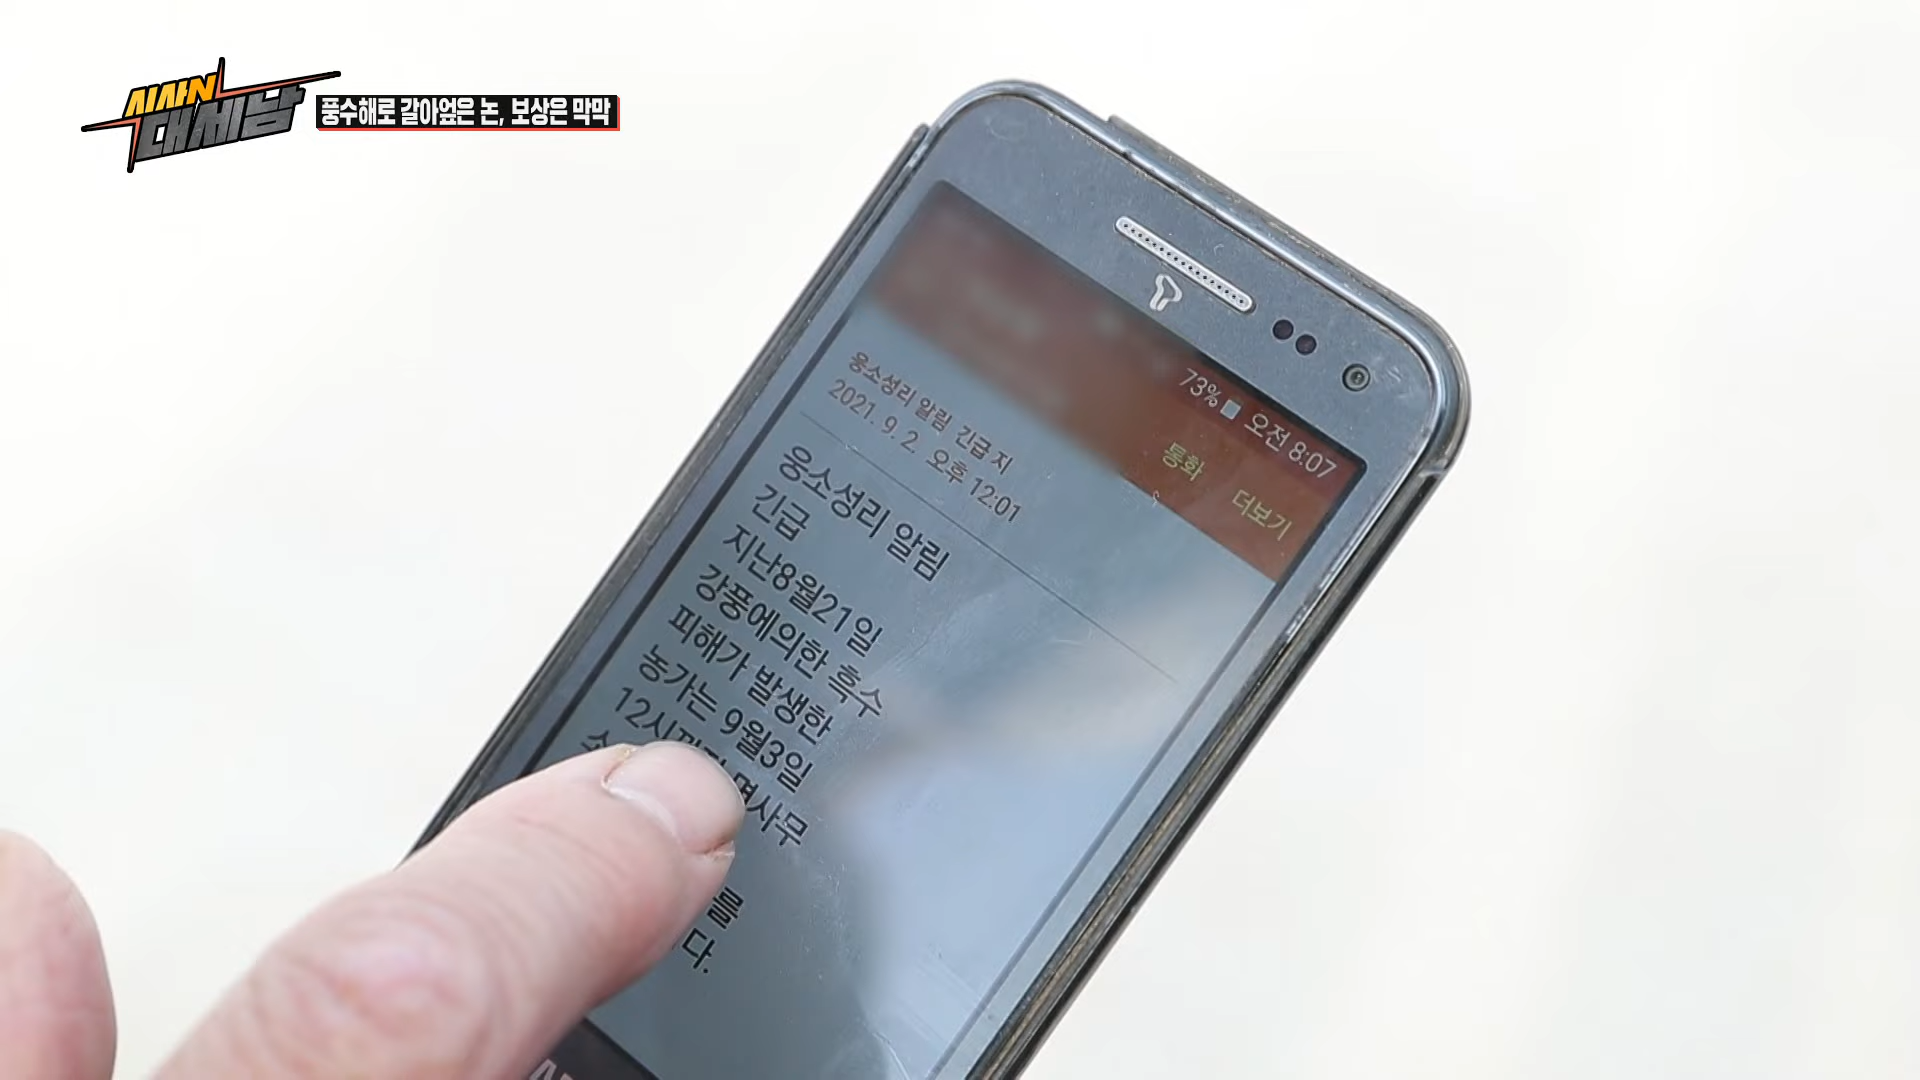 시사N
대세남
풍수해로 갈아엎은 논, 보상은 막막
73% 오전 8:07
통화 더보기
웅소성리 알림 긴급 지
2021. 9. 2. 오후 12:01
웅소성리 알림
긴급
지난8월21일
강풍에의한 흑수
피해가 발생한
농가는 9월3일
12시까지 면사무
를
다.